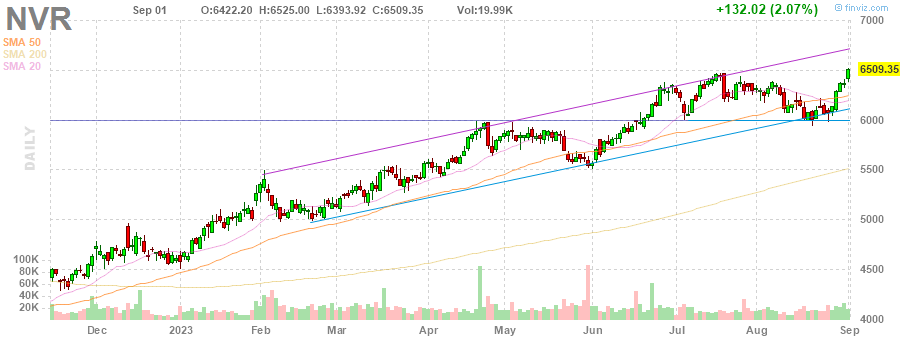 NVR
Sep 01 O:6422.20 H:6525.00 L:6393.92 C:6509.35 Vol:19.99K +132.02 (2.07%) finviz.com
SMA 50
SMA 200
SMA 20
DAILY
7000
6509.35
6500
6000
5500
5000
4500
4000
100K
80K
60K
40K
20K
Dec 2023 Feb Mar Apr May Jun Jul Aug Sep